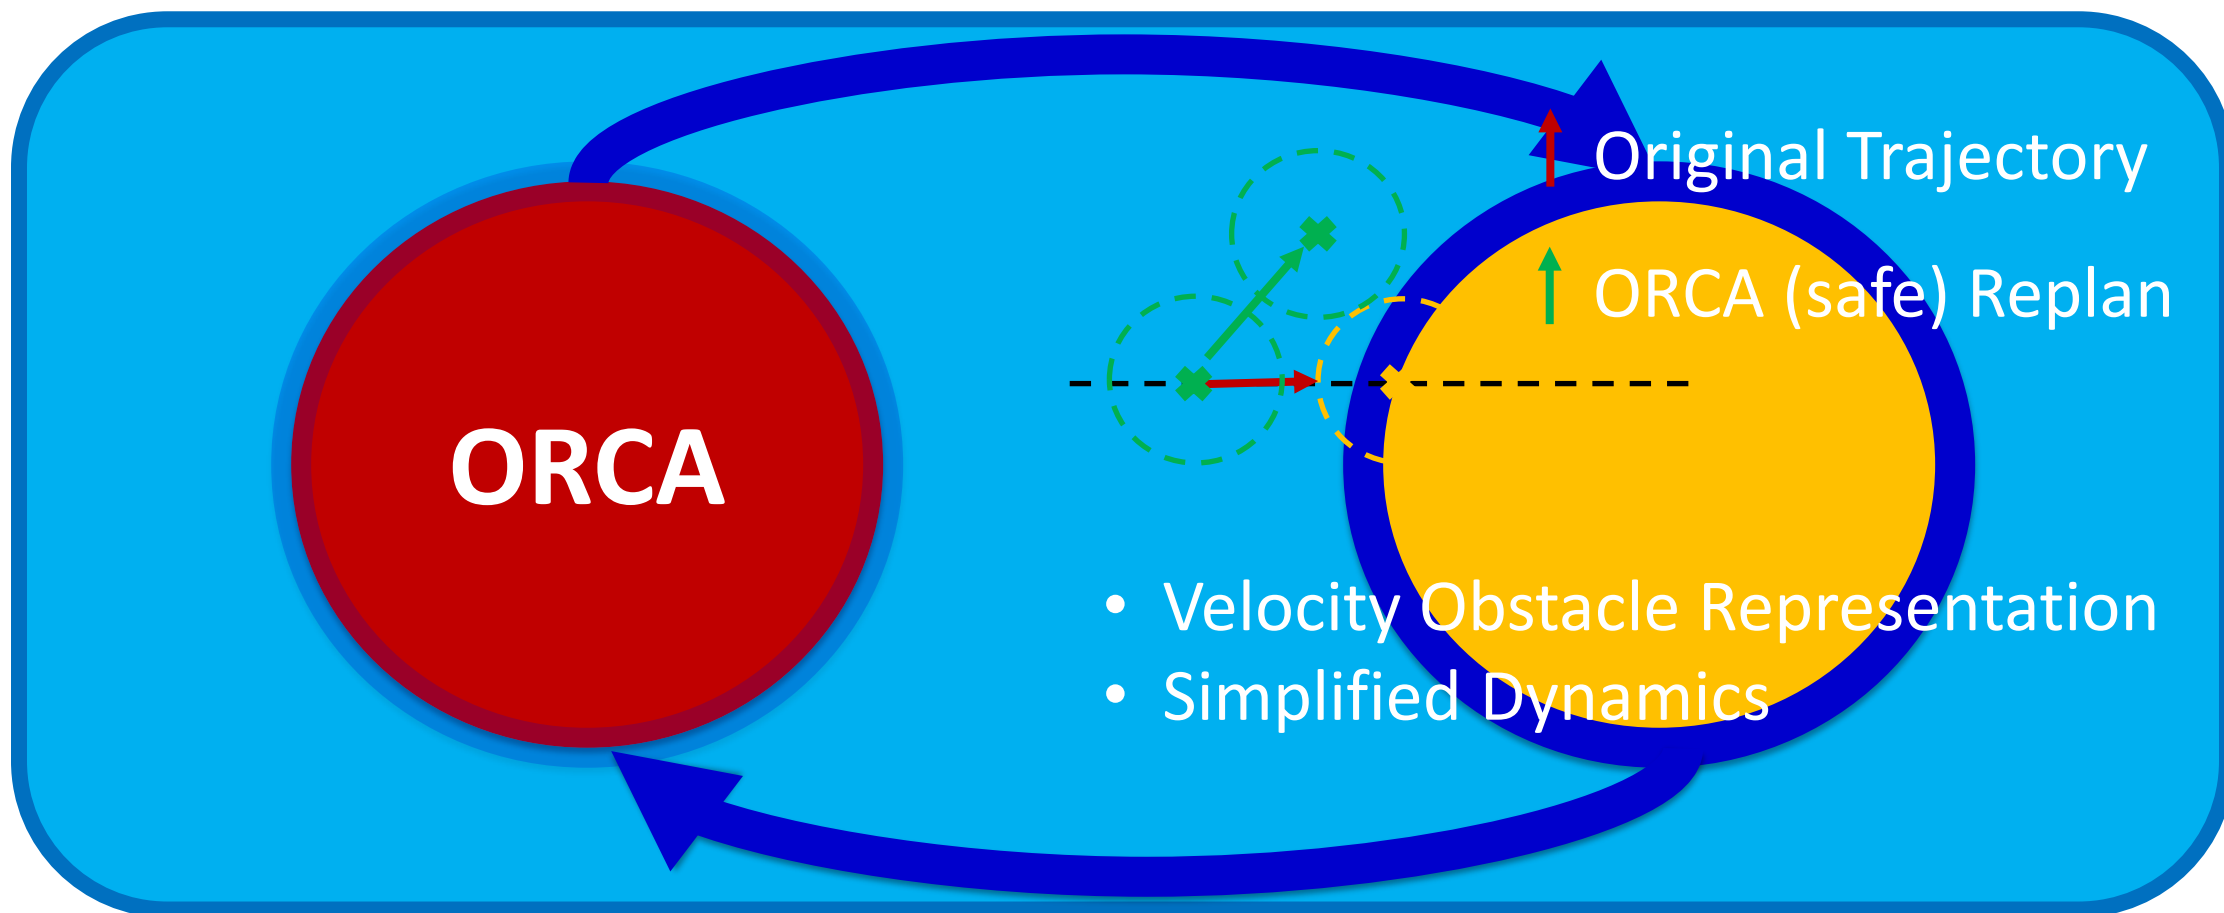 Original Trajectory
ORCA (safe) Replan
ORCA
• Velocity Obstacle Representation
• Simplified Dynamics